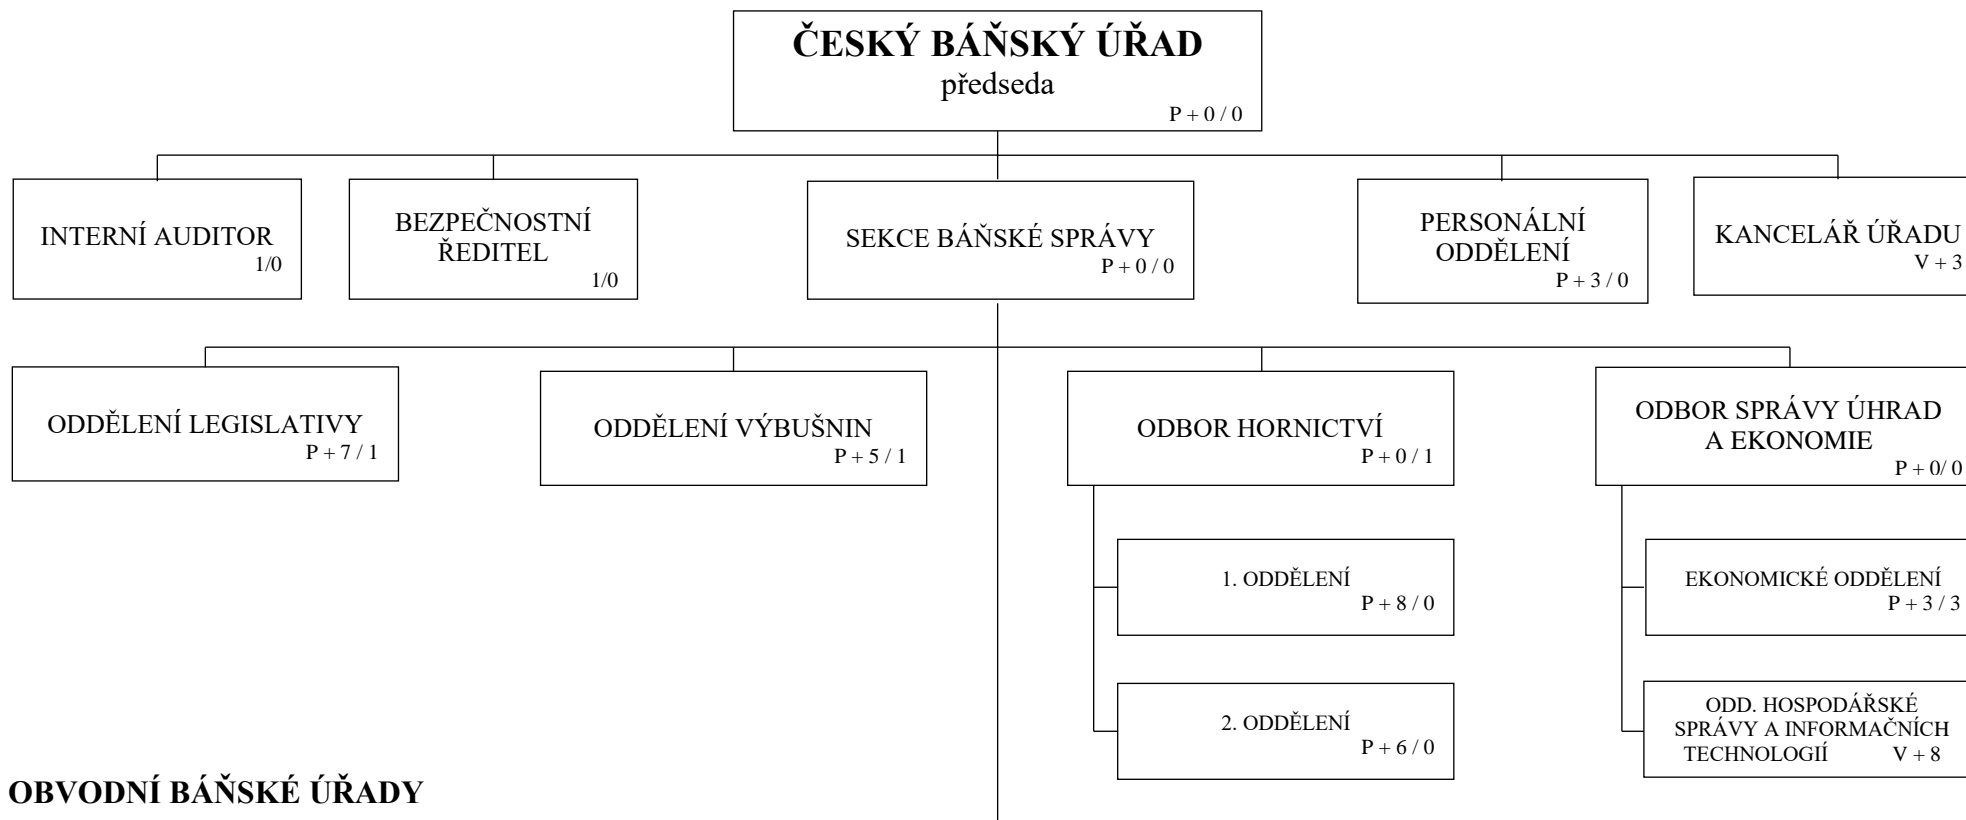 ČESKÝ BÁŇSKÝ ÚŘAD
předseda
P + 0 / 0
INTERNÍ AUDITOR
1/0
BEZPEČNOSTNÍ
ŘEDITEL
1/0
SEKCE BÁŇSKÉ SPRÁVY
P + 0 / 0
PERSONÁLNÍ
ODDĚLENÍ
P + 3 / 0
KANCELÁŘ ÚŘADU
V + 3
ODDĚLENÍ LEGISLATIVY
P + 7 / 1
ODDĚLENÍ VÝBUŠNIN
P + 5 / 1
ODBOR HORNICTVÍ
P + 0 / 1
ODBOR SPRÁVY ÚHRAD
A EKONOMIE
P + 0/ 0
1. ODDĚLENÍ
P + 8 / 0
EKONOMICKÉ ODDĚLENÍ
P + 3 / 3
2. ODDĚLENÍ
P + 6 / 0
ODD. HOSPODÁŘSKÉ
SPRÁVY A INFORMAČNÍCH
TECHNOLOGIÍ V + 8
OBVODNÍ BÁŇSKÉ ÚŘADY